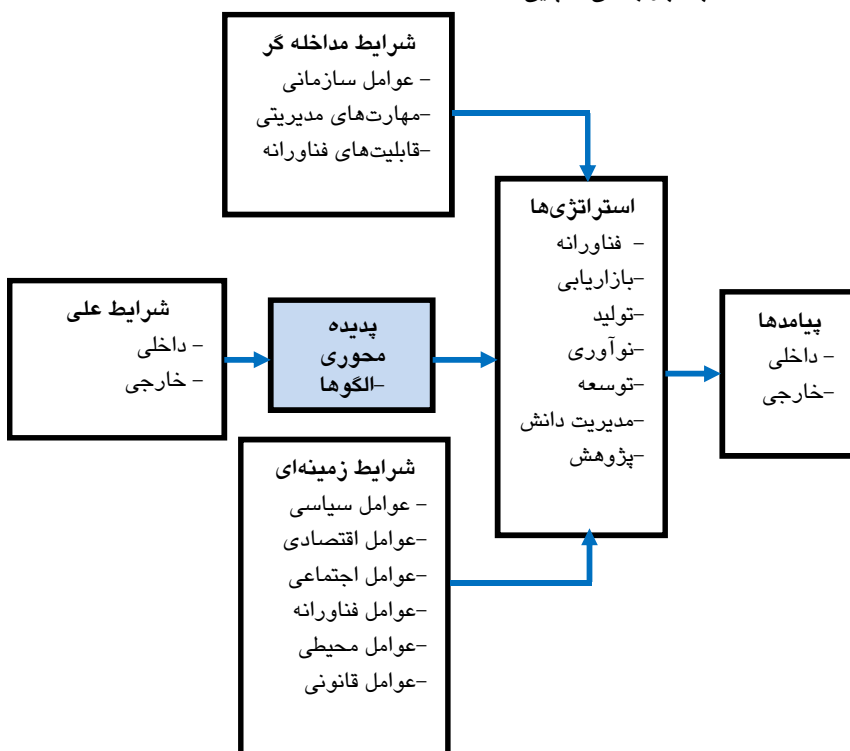 شرایط مداخله گر
- عوامل سازمانی
-مهارت‌های مدیریتی
-قابلیت‌های فناورانه
استراتژی‌ها
- فناورانه
-بازاریابی
-تولید
-نوآوری
-توسعه
-مدیریت دانش
-پژوهش
شرایط علی
- داخلی
- خارجی
پدیده
محوری
-الگوها
پیامدها
- داخلی
-خارجی
شرایط زمینه‌ای
- عوامل سیاسی
-عوامل اقتصادی
-عوامل اجتماعی
-عوامل فناورانه
-عوامل محیطی
-عوامل قانونی